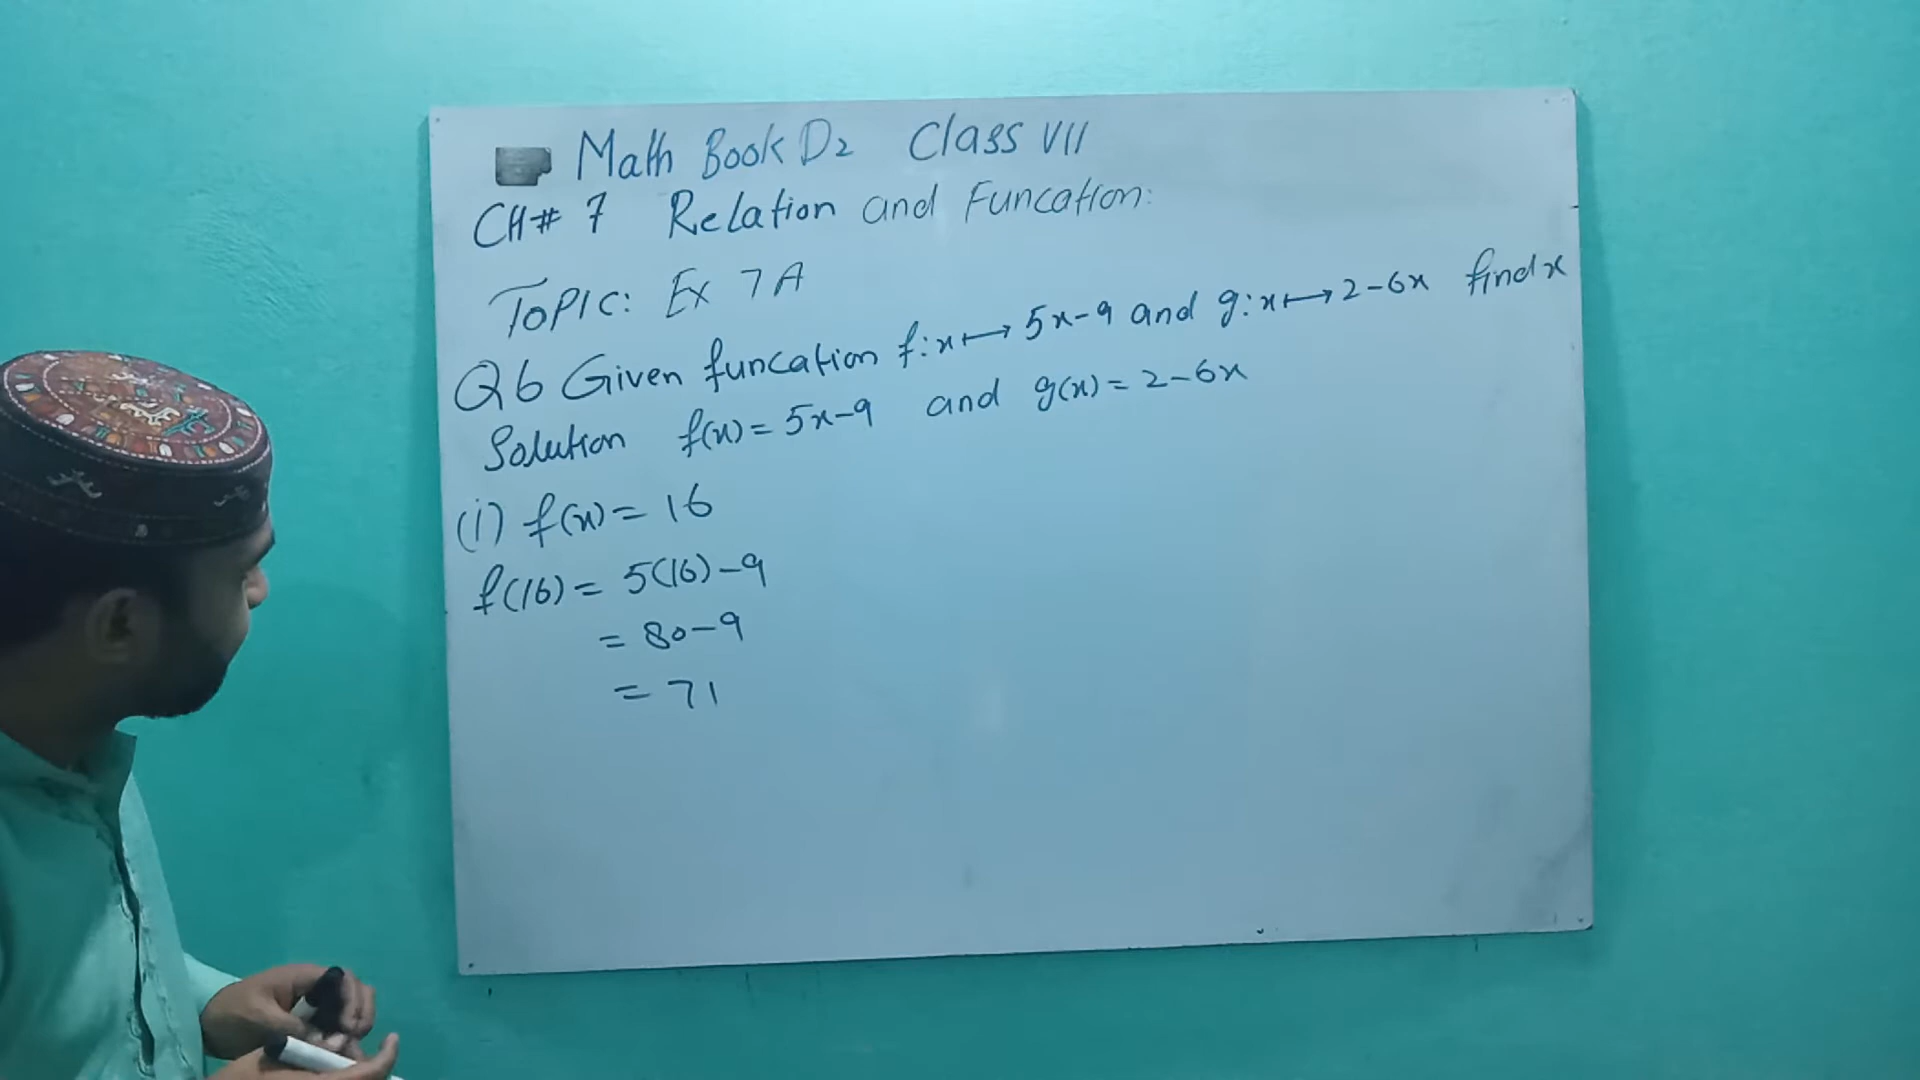 Math Book D2 Class VII
CH# 7 Relation and Funcation:
Topic: Ex 7A
Q6 Given funcation f:x↦5x-9 and g:x↦2-6x find x
Solution f(x)=5x-9 and g(x)=2-6x
(i) f(x)=16
f(16)=5(16)-9
=80-9
=71